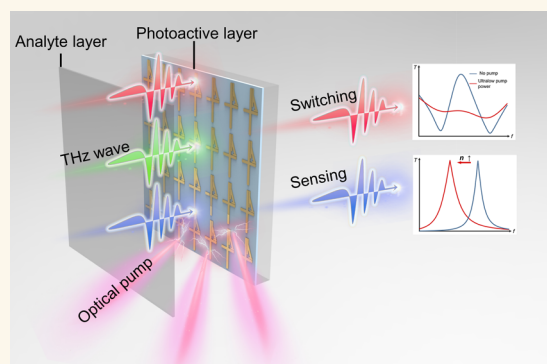 Photoactive layer
Analyte layer
THz wave
Optical pump
Switching
Sensing
T
No pump
Ultralow pump
power
f
T
n ↑
f